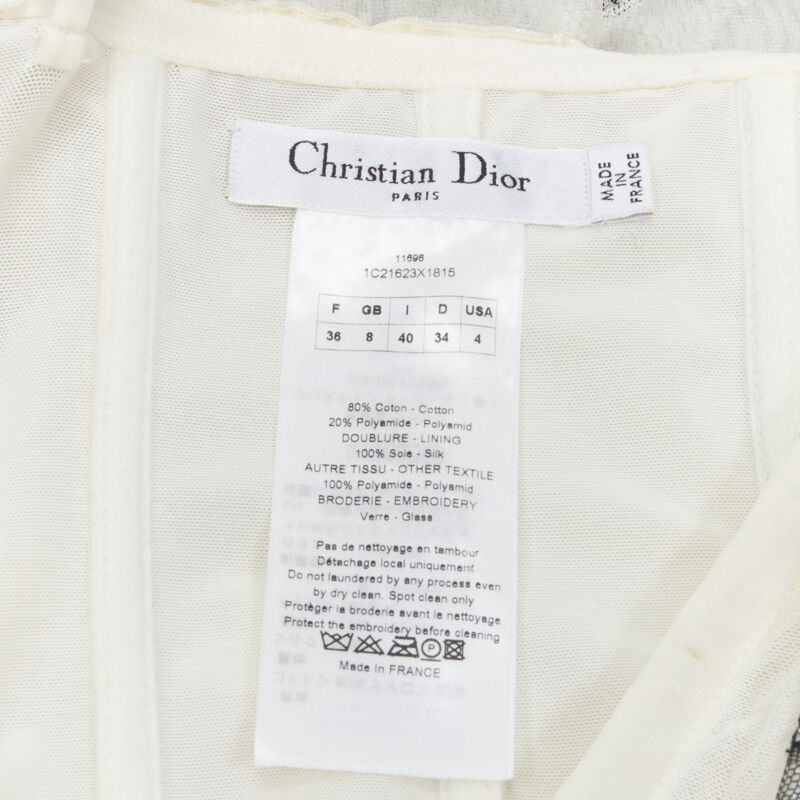 Christian Dior
PARIS
MADE
IN
FRANCE
11696
1C21623X1815
F GB I D USA
36 8 40 34 4
80% Coton - Cotton
20% Polyamide - Polyamid
DOUBLURE - LINING
100% Soie - Silk
AUTRE TISSU - OTHER TEXTILE
100% Polyamide - Polyamid
BRODERIE - EMBROIDERY
Verre - Glass
Pas de nettoyage en tambour
Détachage local uniquement
Do not laundered by any process even
by dry clean. Spot clean only
Protéger la broderie avant le nettoyage
Protect the embroidery before cleaning
P
Made in FRANCE